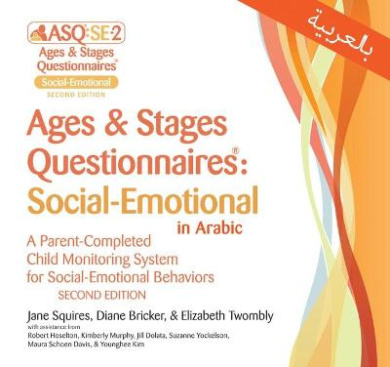 ASQ:SE-2
Ages & Stages
Questionnaires®
Social-Emotional
SECOND EDITION
بالعربية
Ages & Stages
Questionnaires®:
Social-Emotional
in Arabic
A Parent-Completed
Child Monitoring System
for Social-Emotional Behaviors
SECOND EDITION
Jane Squires, Diane Bricker, & Elizabeth Twombly
with assistance from
Robert Hoselton, Kimberly Murphy, Jill Dolata, Suzanne Yockelson,
Maura Schoen Davis, & Younghee Kim